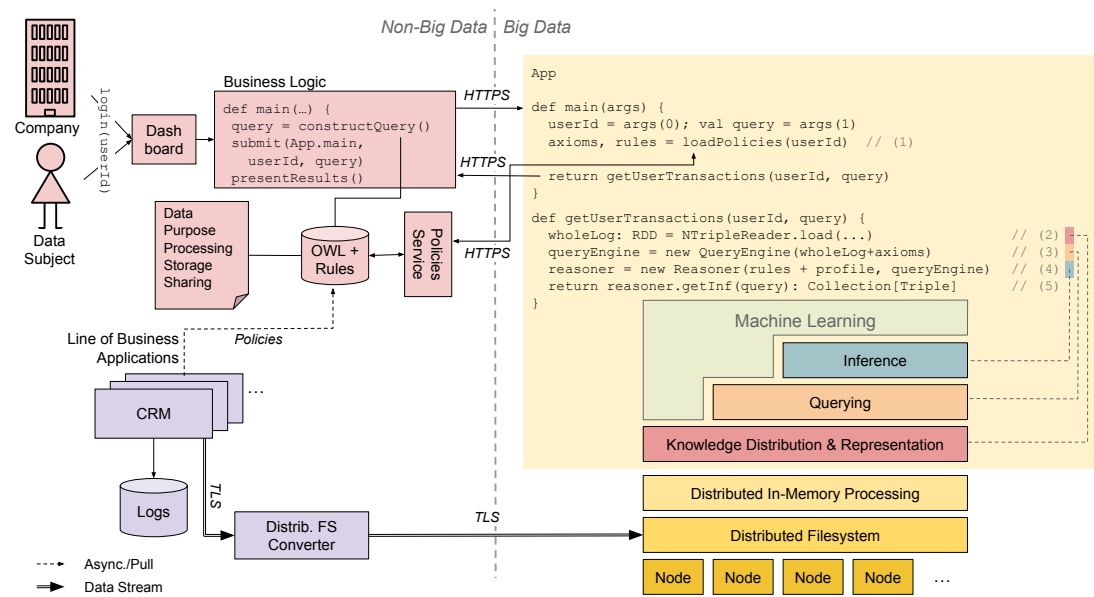 Non-Big Data
Big Data
Company
login(userId)
Data
Subject
Dash
board
Business Logic
def main(…) {
query = constructQuery()
submit(App.main,
userId, query)
presentResults()
HTTPS
HTTPS
HTTPS
App
def main(args) {
userId = args(0); val query = args(1)
axioms, rules = loadPolicies(userId) // (1)
return getUserTransactions(userId, query)
}
def getUserTransactions(userId, query) {
wholeLog: RDD = NTripleReader.load(...) // (2)
queryEngine = new QueryEngine(wholeLog+axioms) // (3)
reasoner = new Reasoner(rules + profile, queryEngine) // (4)
return reasoner.getInf(query): Collection[Triple] // (5)
}
Data
Purpose
Processing
Storage
Sharing
OWL +
Rules
Policies
Service
Policies
Line of Business
Applications
CRM
...
Logs
TLS
Distrib. FS
Converter
TLS
Machine Learning
Inference
Querying
Knowledge Distribution & Representation
Distributed In-Memory Processing
Distributed Filesystem
Node
Node
Node
Node
...
Async./Pull
Data Stream